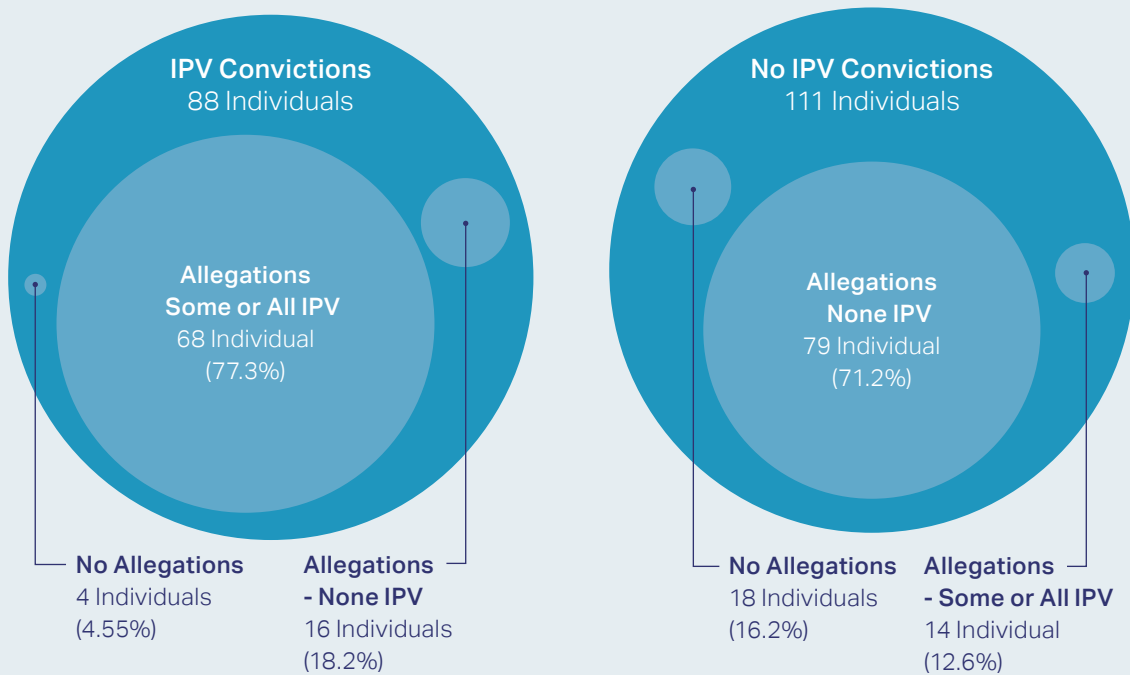 IPV Convictions
88 Individuals
Allegations
Some or All IPV
68 Individual
(77.3%)
No Allegations
4 Individuals
(4.55%)
Allegations
- None IPV
16 Individuals
(18.2%)
No IPV Convictions
111 Individuals
Allegations
None IPV
79 Individual
(71.2%)
No Allegations
18 Individuals
(16.2%)
Allegations
- Some or All IPV
14 Individual
(12.6%)